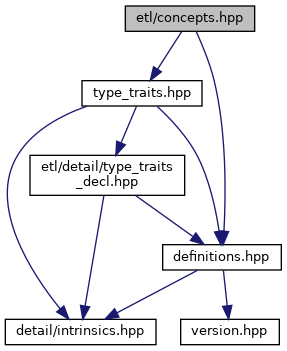 etl/concepts.hpp
type_traits.hpp
etl/detail/type_traits
_decl.hpp
definitions.hpp
detail/intrinsics.hpp
version.hpp